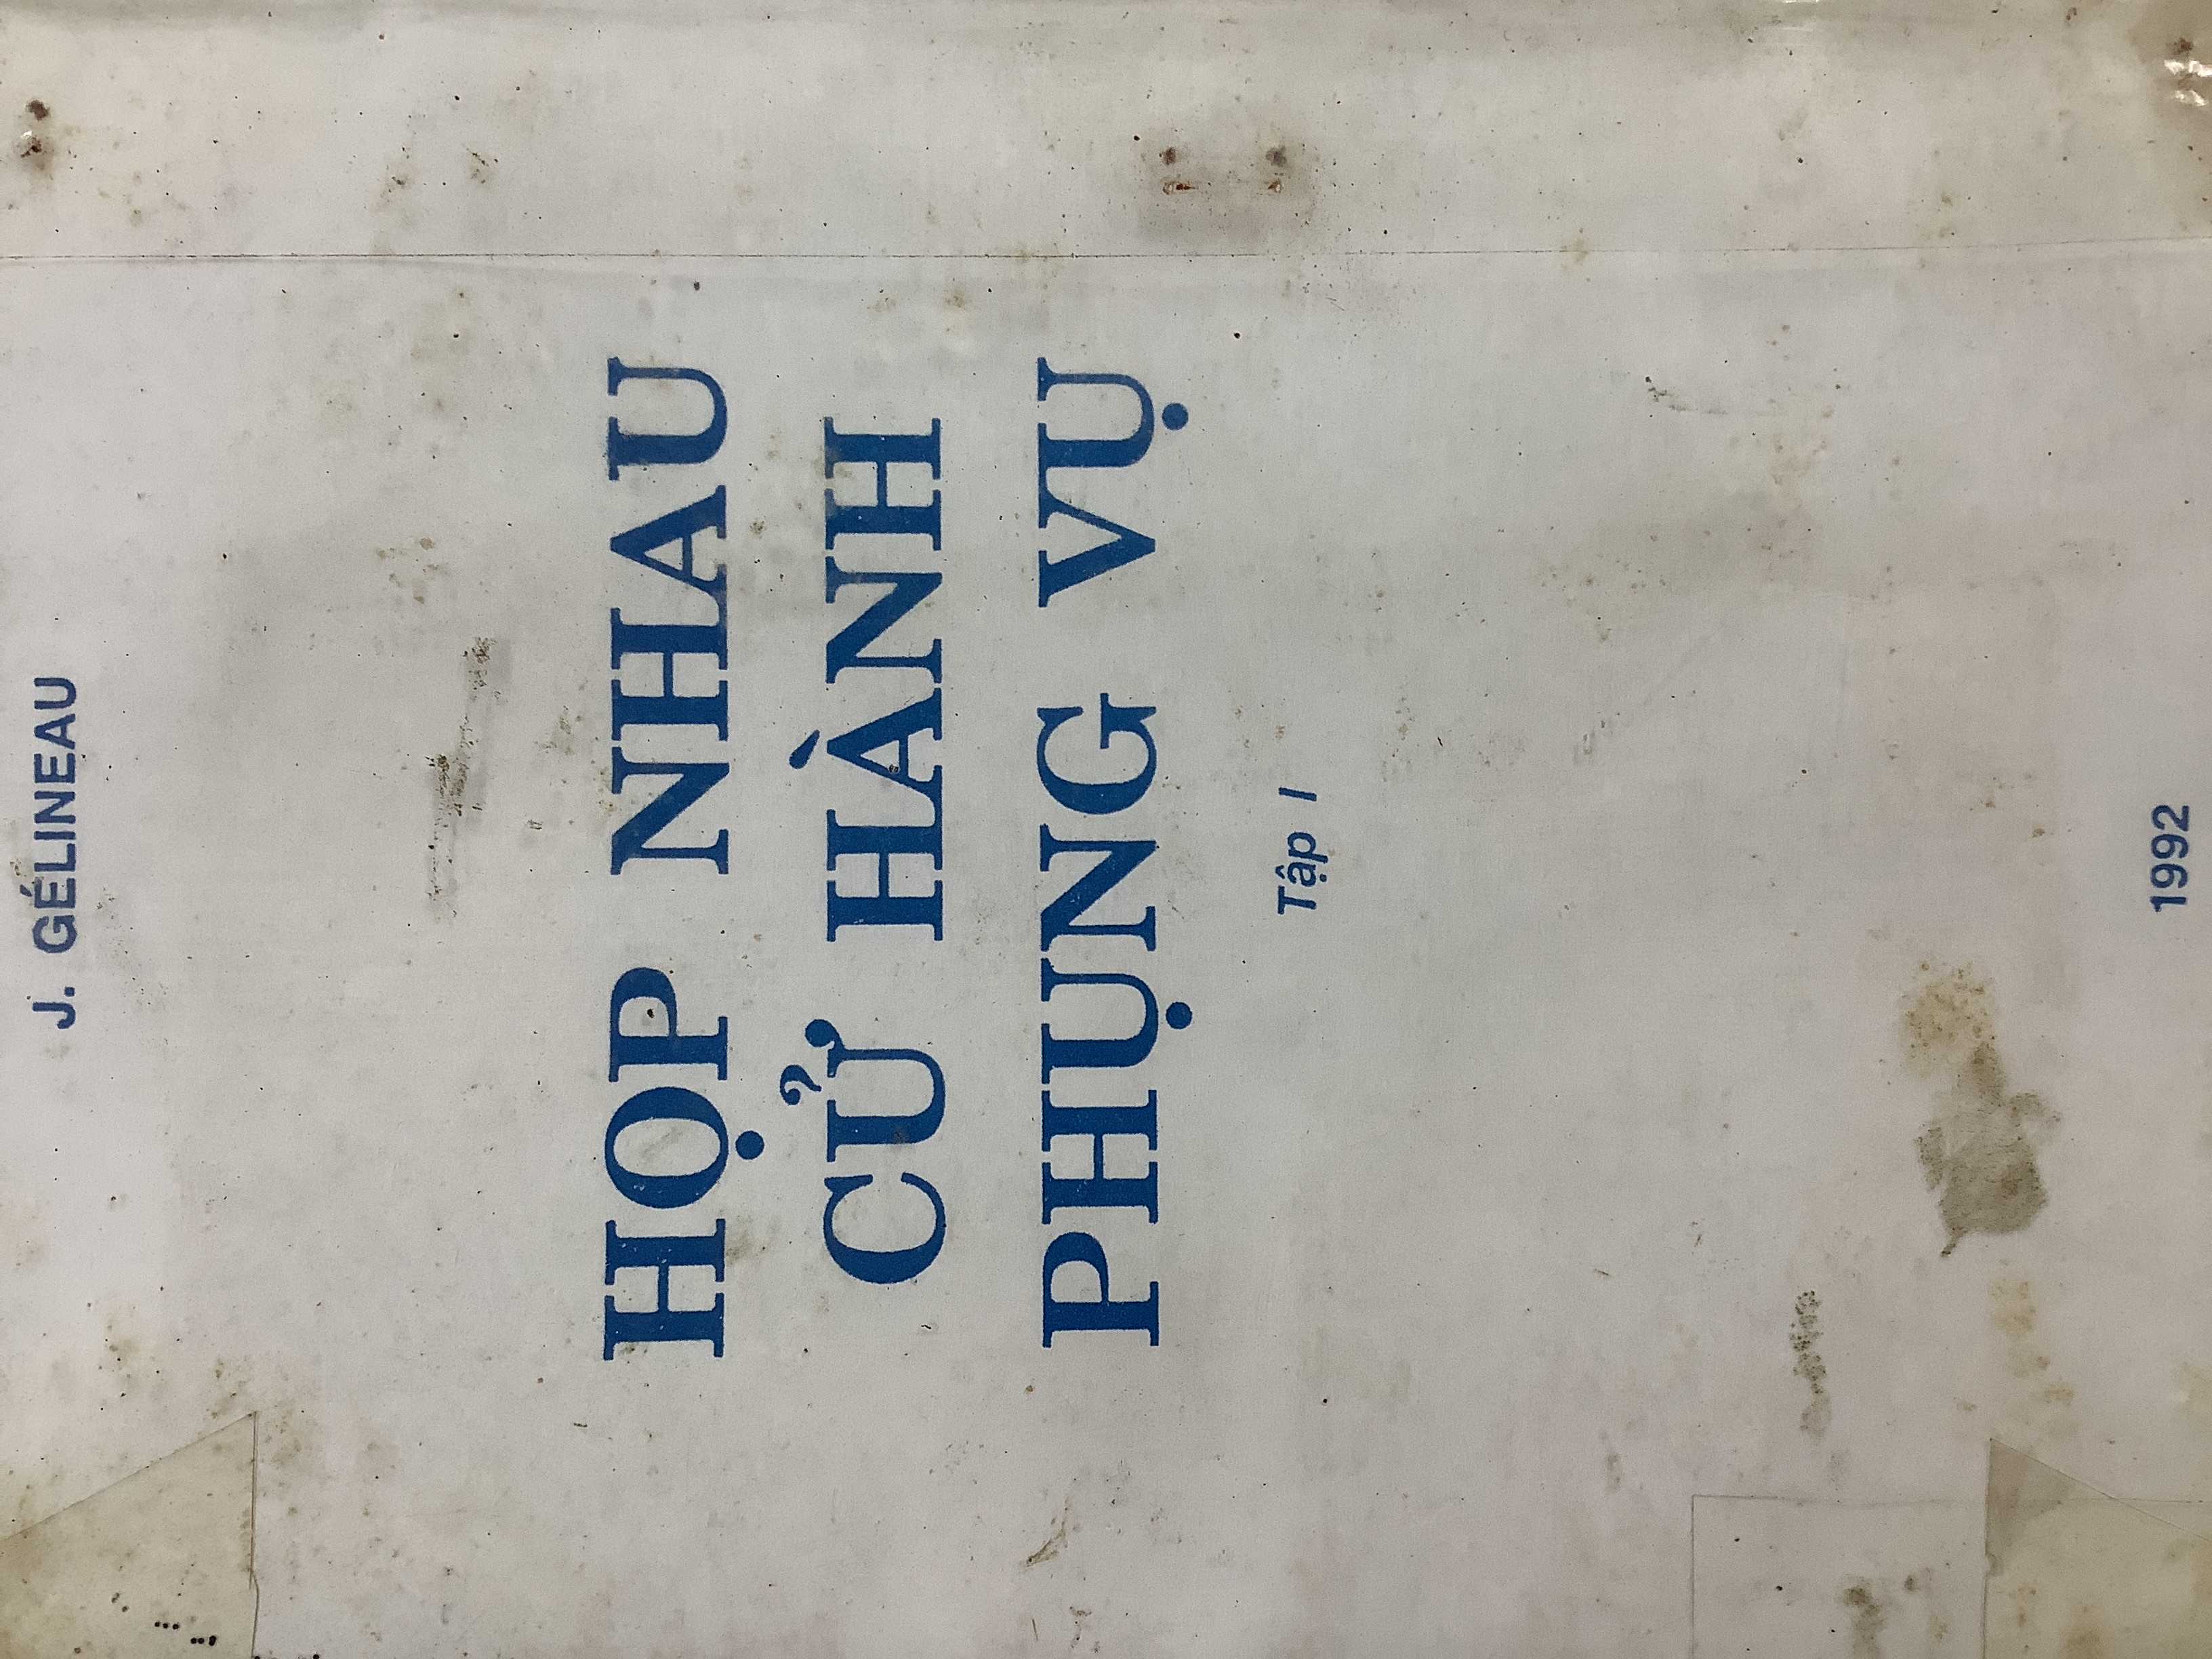 J. GÉLINEAU
HỌP NHAU
CỬ HÀNH
PHỤNG VỤ
Tập I
1992